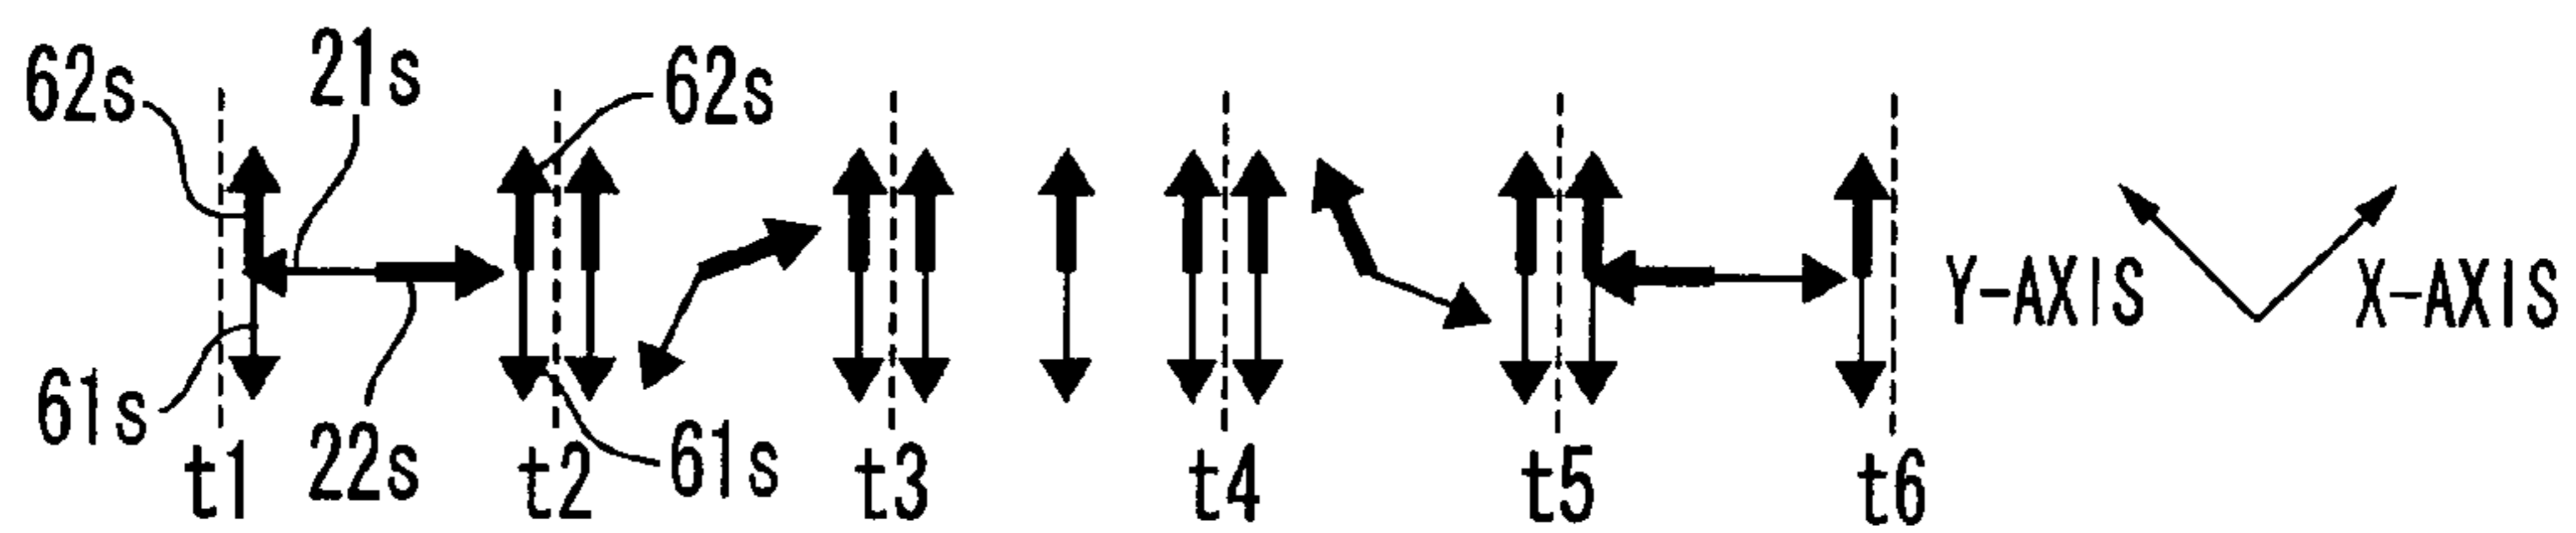 62s 21s 62s
Y-AXIS X-AXIS
61s 22s 61s
t1 t2 t3 t4 t5 t6